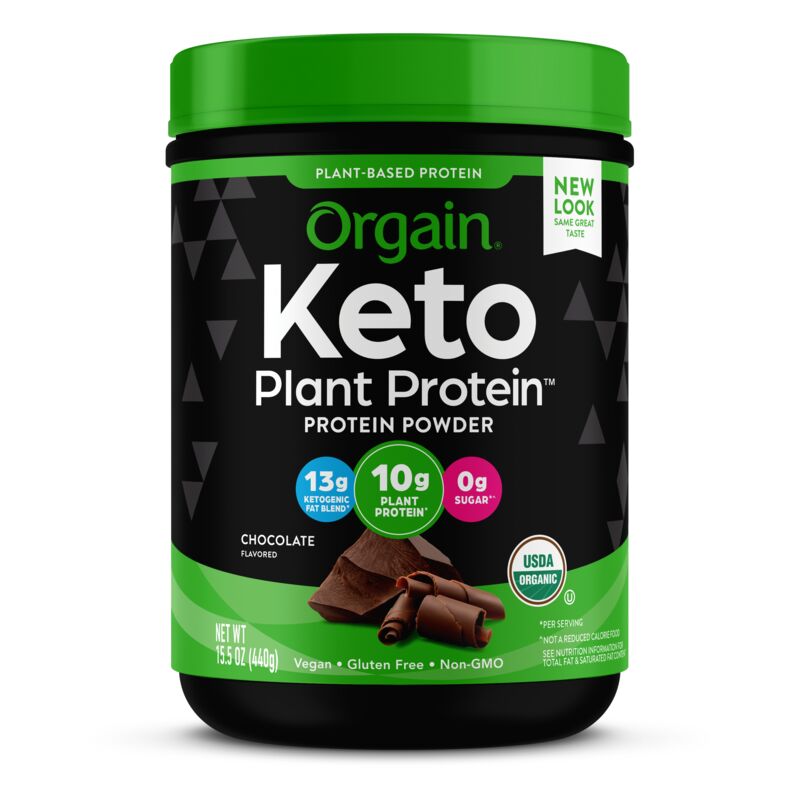 PLANT-BASED PROTEIN
NEW
LOOK
SAME GREAT
TASTE
Orgain®
Keto
Plant Protein™
PROTEIN POWDER
13g
KETOGENIC
FAT BLEND*
10g
PLANT
PROTEIN*
0g
SUGAR*^
CHOCOLATE
FLAVORED
USDA
ORGANIC
U
*PER SERVING
^NOT A REDUCED CALORIE FOOD
SEE NUTRITION INFORMATION FOR
TOTAL FAT & SATURATED FAT CONTENT
NET WT
15.5 OZ (440g)
Vegan • Gluten Free • Non-GMO